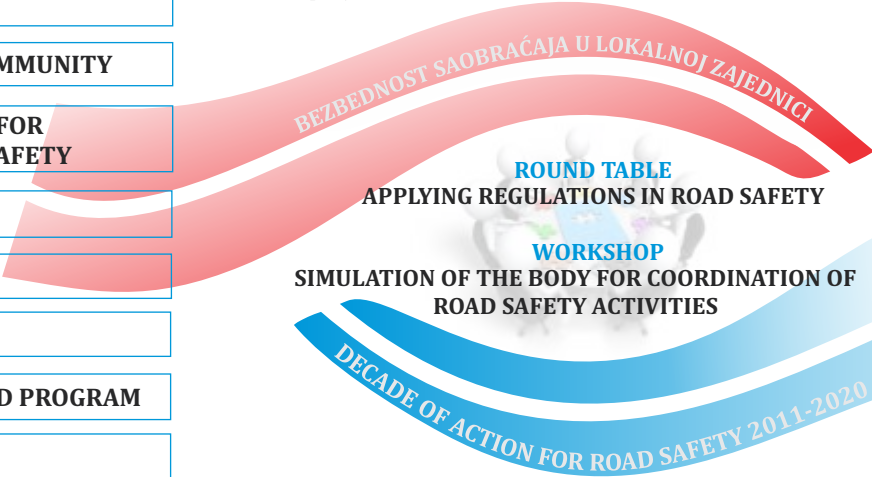 MMUNITY
FOR
AFETY
D PROGRAM
BEZBEDNOST SAOBRAĆAJA U LOKALNOJ ZAJEDNICI
ROUND TABLE
APPLYING REGULATIONS IN ROAD SAFETY
WORKSHOP
SIMULATION OF THE BODY FOR COORDINATION OF
ROAD SAFETY ACTIVITIES
DECADE OF ACTION FOR ROAD SAFETY 2011-2020